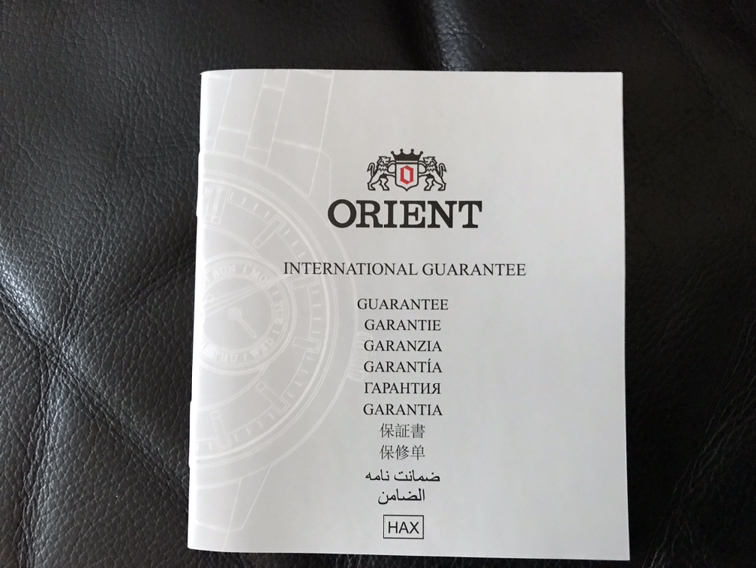 ORIENT
INTERNATIONAL GUARANTEE
GUARANTEE
GARANTIE
GARANZIA
GARANTÍA
ГАРАНТИЯ
GARANTIA
保証書
保修单
ضمانت نامه
الضامن
HAX